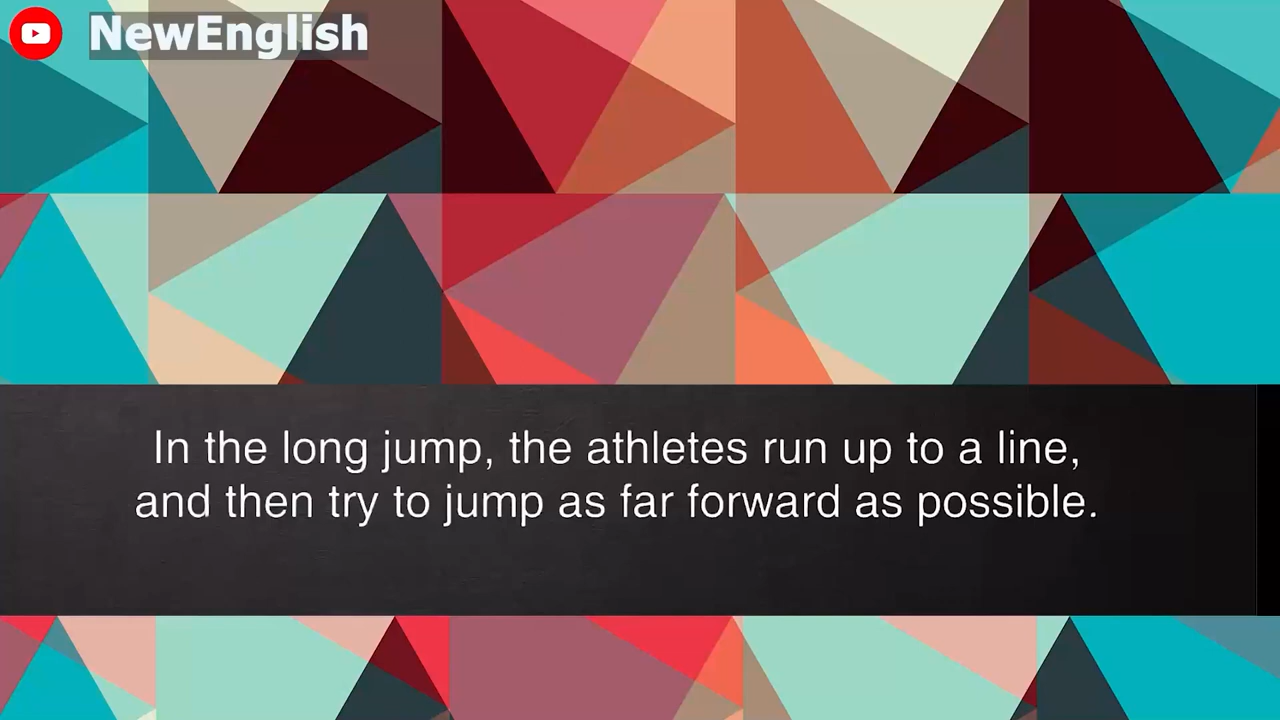 NewEnglish
In the long jump, the athletes run up to a line,
and then try to jump as far forward as possible.